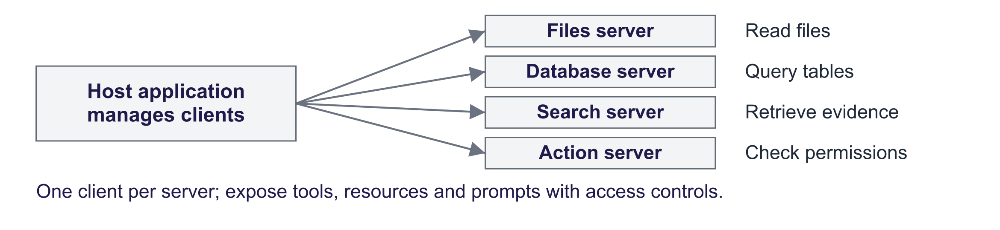 Host application
manages clients
Files server
Read files
Database server
Query tables
Search server
Retrieve evidence
Action server
Check permissions
One client per server; expose tools, resources and prompts with access controls.